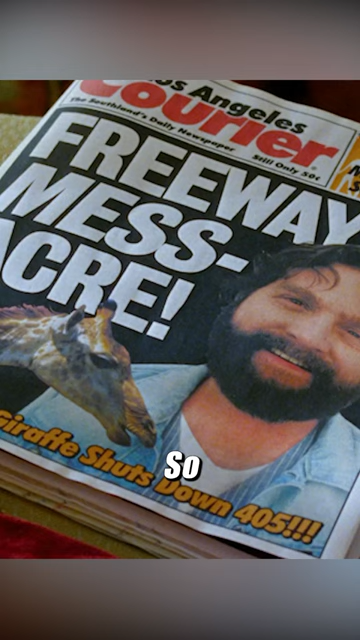 Los Angeles
Courier
The Southland's Daily Newspaper Still Only 50¢
FREEWAY
MESS-
ACRE!
Giraffe Shuts Down 405!!!
SO